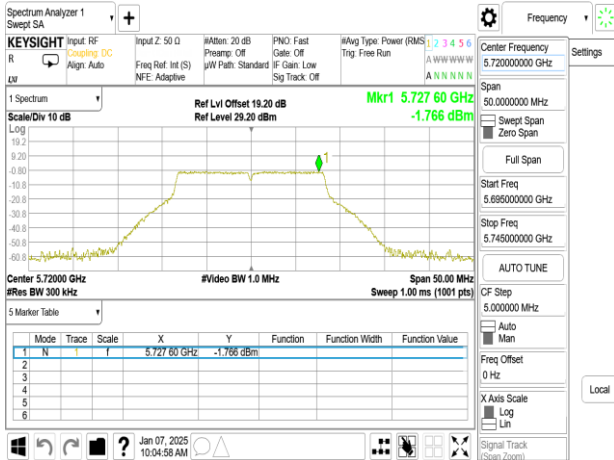 Spectrum Analyzer 1
Swept SA
+
Frequency
KEYSIGHT
R
LXI
Input: RF
Coupling: DC
Align: Auto
Input Z: 50 Ω
Freq Ref: Int (S)
NFE: Adaptive
#Atten: 20 dB
Preamp: Off
µW Path: Standard
PNO: Fast
Gate: Off
IF Gain: Low
Sig Track: Off
#Avg Type: Power (RMS
Trig: Free Run
1 2 3 4 5 6
A W W W W W
A N N N N N
1 Spectrum
Scale/Div 10 dB
Ref Lvl Offset 19.20 dB
Ref Level 29.20 dBm
Mkr1 5.727 60 GHz
-1.766 dBm
Log
19.2
9.20
-0.80
-10.8
-20.8
-30.8
-40.8
-50.8
-60.8
1
Center 5.72000 GHz
#Res BW 300 kHz
#Video BW 1.0 MHz
Span 50.00 MHz
Sweep 1.00 ms (1001 pts)
5 Marker Table
Mode Trace Scale X Y Function Function Width Function Value
1 N 1 f 5.727 60 GHz -1.766 dBm
2
3
4
5
6
Center Frequency
5.720000000 GHz
Span
50.0000000 MHz
Swept Span
Zero Span
Full Span
Start Freq
5.695000000 GHz
Stop Freq
5.745000000 GHz
AUTO TUNE
CF Step
5.000000 MHz
Auto
Man
Freq Offset
0 Hz
X Axis Scale
Log
Lin
Signal Track
(Span Zoom)
Settings
Local
?
Jan 07, 2025
10:04:58 AM